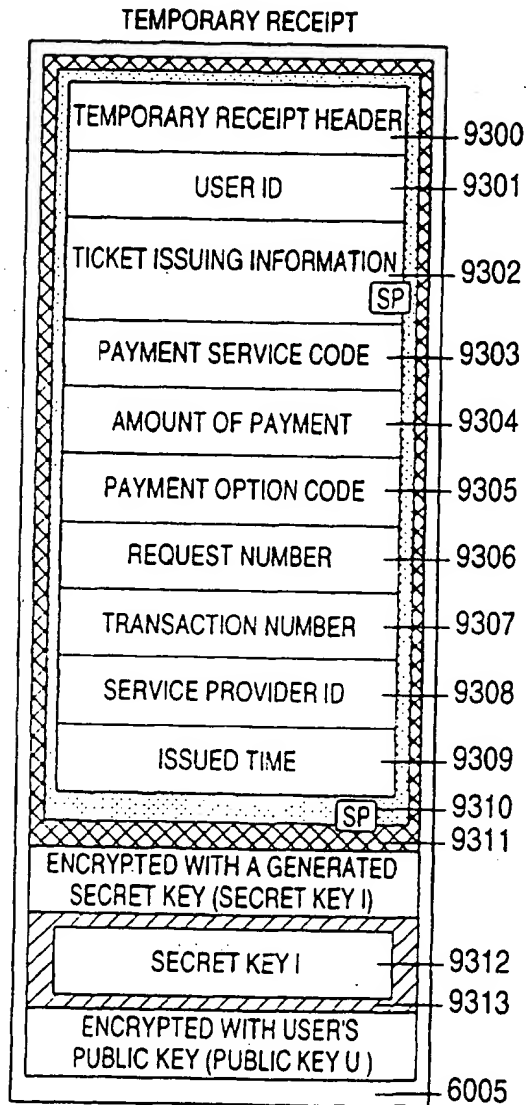 TEMPORARY RECEIPT
TEMPORARY RECEIPT HEADER 9300
USER ID 9301
TICKET ISSUING INFORMATION 9302
SP
PAYMENT SERVICE CODE 9303
AMOUNT OF PAYMENT 9304
PAYMENT OPTION CODE 9305
REQUEST NUMBER 9306
TRANSACTION NUMBER 9307
SERVICE PROVIDER ID 9308
ISSUED TIME 9309
SP 9310
9311
ENCRYPTED WITH A GENERATED
SECRET KEY (SECRET KEY I)
SECRET KEY I 9312
9313
ENCRYPTED WITH USER'S
PUBLIC KEY (PUBLIC KEY U )
6005